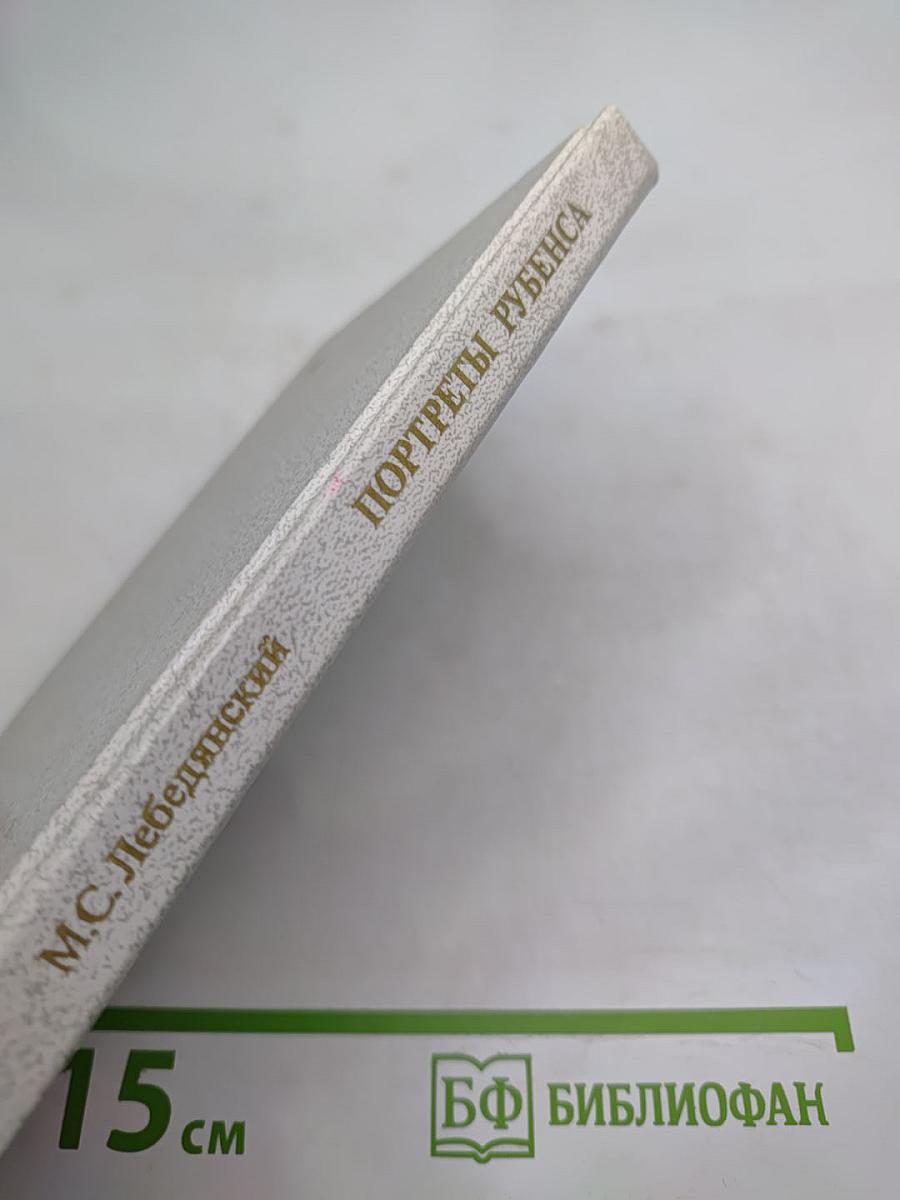 М.С. Лебедянский ПОРТРЕТЫ РУБЕНСА
15 см
БФ БИБЛИОФАН